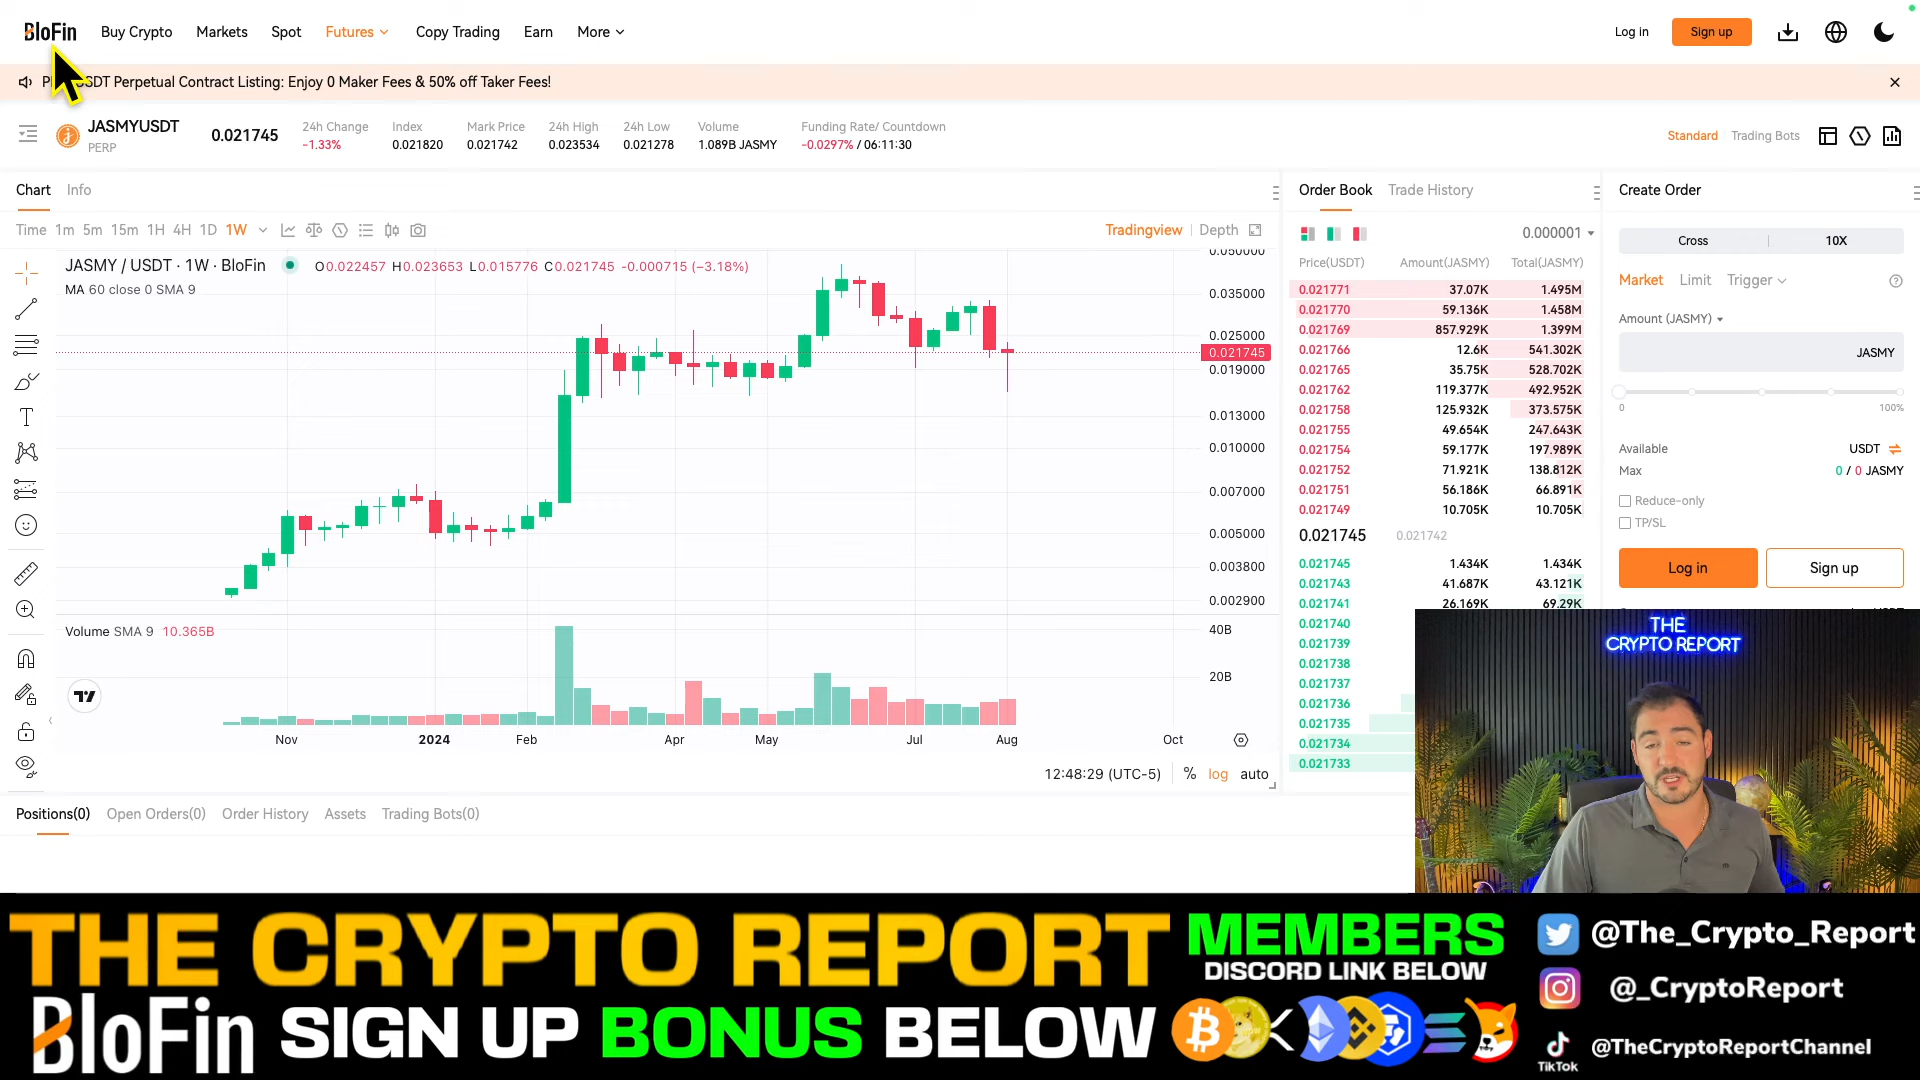 BloFin Buy Crypto Markets Spot Futures Copy Trading Earn More Log in Sign up
USDT Perpetual Contract Listing: Enjoy 0 Maker Fees & 50% off Taker Fees!
JASMYUSDT
PERP
0.021745
24h Change Index Mark Price 24h High 24h Low Volume Funding Rate/ Countdown
-1.33% 0.021820 0.021742 0.023534 0.021278 1.089B JASMY -0.0297% / 06:11:30
Standard Trading Bots
Chart Info
Time 1m 5m 15m 1H 4H 1D 1W
Tradingview Depth
JASMY / USDT · 1W · BloFin O0.022457 H0.023653 L0.015776 C0.021745 -0.000715 (−3.18%)
MA 60 close 0 SMA 9
0.050000
0.035000
0.025000
0.021745
0.019000
0.013000
0.010000
0.007000
0.005000
0.003800
0.002900
Volume SMA 9 10.365B
40B
20B
Nov 2024 Feb Apr May Jul Aug Oct
12:48:29 (UTC-5) % log auto
Order Book Trade History
0.000001
Price(USDT) Amount(JASMY) Total(JASMY)
0.021771 37.07K 1.495M
0.021770 59.136K 1.458M
0.021769 857.929K 1.399M
0.021766 12.6K 541.302K
0.021765 35.75K 528.702K
0.021762 119.377K 492.952K
0.021758 125.932K 373.575K
0.021755 49.654K 247.643K
0.021754 59.177K 197.989K
0.021752 71.921K 138.812K
0.021751 56.186K 66.891K
0.021749 10.705K 10.705K
0.021745 0.021742
0.021745 1.434K 1.434K
0.021743 41.687K 43.121K
0.021741 26.169K 69.29K
0.021740
0.021739
0.021738
0.021737
0.021736
0.021735
0.021734
0.021733
Create Order
Cross 10X
Market Limit Trigger
Amount (JASMY)
JASMY
0 100%
Available USDT
Max 0 / 0 JASMY
Reduce-only
TP/SL
Log in Sign up
Positions(0) Open Orders(0) Order History Assets Trading Bots(0)
THE
CRYPTO REPORT
THE CRYPTO REPORT
BloFin SIGN UP BONUS BELOW
MEMBERS
DISCORD LINK BELOW
@The_Crypto_Report
@_CryptoReport
TikTok @TheCryptoReportChannel